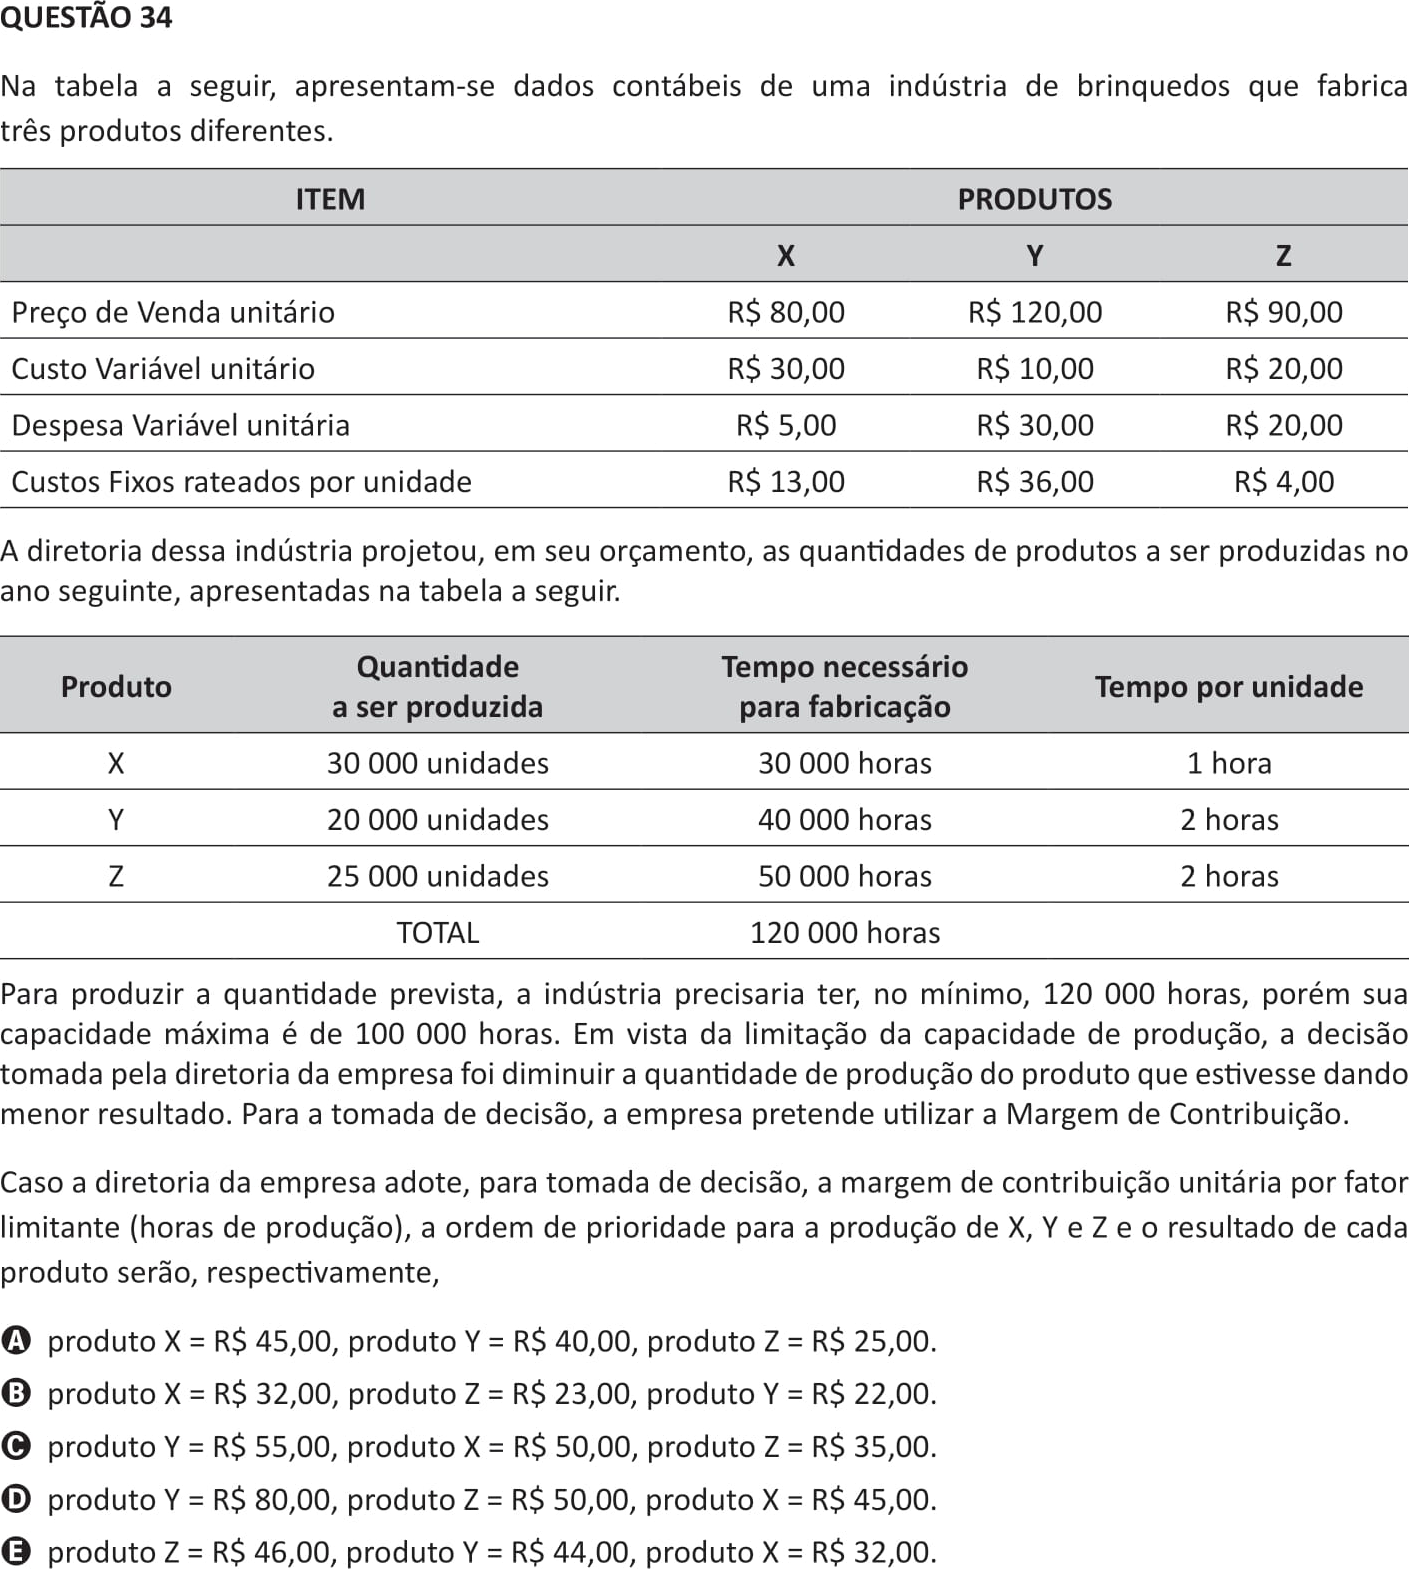 QUESTÃO 34
Na tabela a seguir, apresentam-se dados contábeis de uma indústria de brinquedos que fabrica
três produtos diferentes.
ITEM PRODUTOS
X Y Z
Preço de Venda unitário R$ 80,00 R$ 120,00 R$ 90,00
Custo Variável unitário R$ 30,00 R$ 10,00 R$ 20,00
Despesa Variável unitária R$ 5,00 R$ 30,00 R$ 20,00
Custos Fixos rateados por unidade R$ 13,00 R$ 36,00 R$ 4,00
A diretoria dessa indústria projetou, em seu orçamento, as quantidades de produtos a ser produzidas no
ano seguinte, apresentadas na tabela a seguir.
Produto Quantidade a ser produzida Tempo necessário para fabricação Tempo por unidade
X 30 000 unidades 30 000 horas 1 hora
Y 20 000 unidades 40 000 horas 2 horas
Z 25 000 unidades 50 000 horas 2 horas
TOTAL 120 000 horas
Para produzir a quantidade prevista, a indústria precisaria ter, no mínimo, 120 000 horas, porém sua
capacidade máxima é de 100 000 horas. Em vista da limitação da capacidade de produção, a decisão
tomada pela diretoria da empresa foi diminuir a quantidade de produção do produto que estivesse dando
menor resultado. Para a tomada de decisão, a empresa pretende utilizar a Margem de Contribuição.
Caso a diretoria da empresa adote, para tomada de decisão, a margem de contribuição unitária por fator
limitante (horas de produção), a ordem de prioridade para a produção de X, Y e Z e o resultado de cada
produto serão, respectivamente,
A produto X = R$ 45,00, produto Y = R$ 40,00, produto Z = R$ 25,00.
B produto X = R$ 32,00, produto Z = R$ 23,00, produto Y = R$ 22,00.
C produto Y = R$ 55,00, produto X = R$ 50,00, produto Z = R$ 35,00.
D produto Y = R$ 80,00, produto Z = R$ 50,00, produto X = R$ 45,00.
E produto Z = R$ 46,00, produto Y = R$ 44,00, produto X = R$ 32,00.